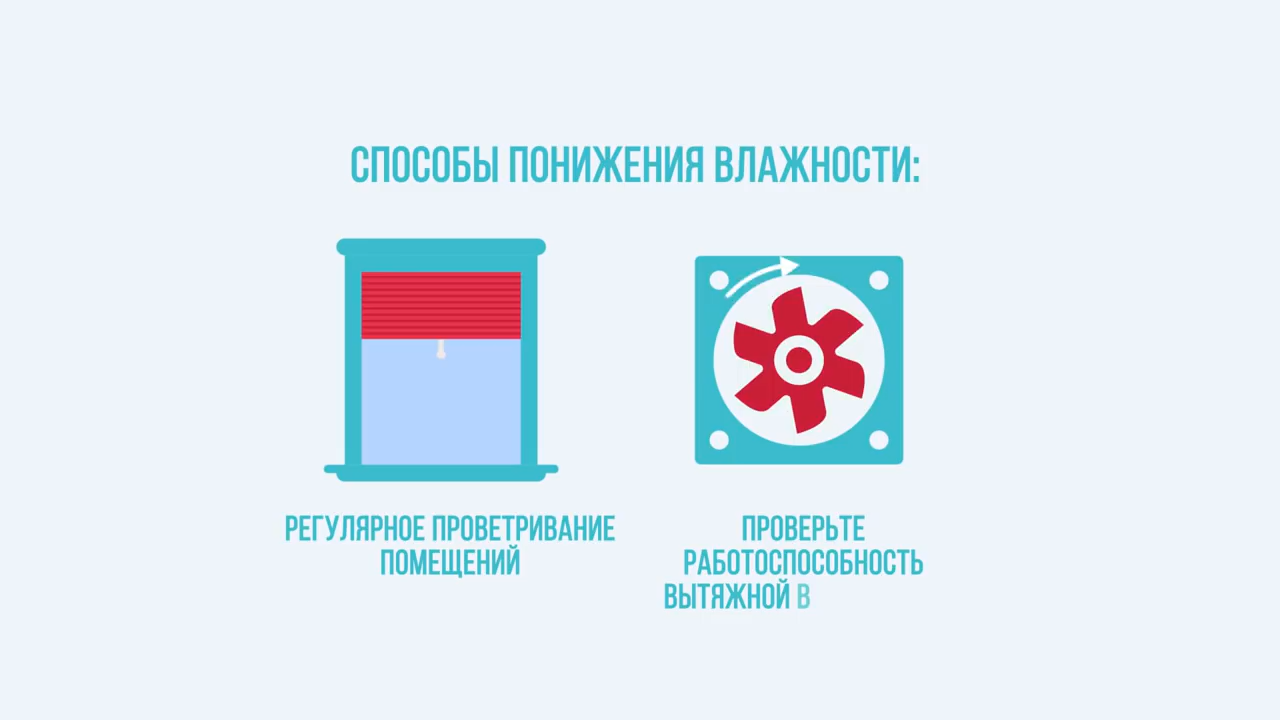 СПОСОБЫ ПОНИЖЕНИЯ ВЛАЖНОСТИ:
РЕГУЛЯРНОЕ ПРОВЕТРИВАНИЕ
ПОМЕЩЕНИЙ
ПРОВЕРЬТЕ
РАБОТОСПОСОБНОСТЬ
ВЫТЯЖНОЙ В